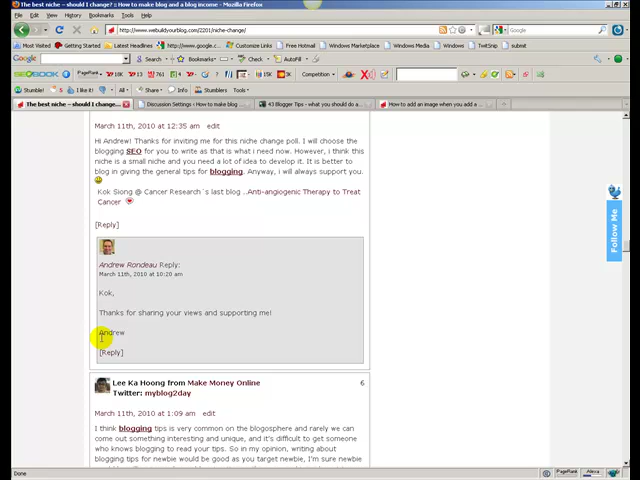 The best niche – should I change? :: How to make blog and a blog income - Mozilla Firefox
File Edit View History Bookmarks Tools Help
http://www.webuildyourblog.com/2201/niche-change/
Most Visited Getting Started Latest Headlines http://www.google.c... Customize Links Free Hotmail Windows Marketplace Windows Media Windows TwitSnip submit
Google Search Check AutoFill
SEOBOOK PageRank Competition
Stumble! I like it! All Share Info Favorites Stumblers Tools
The best niche – should I change?... Discussion Settings ‹ How to make blog ... 43 Blogger Tips - what you should do a... How to add an image when you add a ...
March 11th, 2010 at 12:35 am edit
Hi Andrew! Thanks for inviting me for this niche change poll. I will choose the
blogging SEO for you to write as that is what i need now. However, i think this
niche is a small niche and you need a lot of idea to develop it. It is better to
blog in giving the general tips for blogging. Anyway, i will always support you.
Kok Siong @ Cancer Research´s last blog ..Anti-angiogenic Therapy to Treat
Cancer
[Reply]
Andrew Rondeau Reply:
March 11th, 2010 at 10:20 am
Kok,
Thanks for sharing your views and supporting me!
Andrew
[Reply]
Lee Ka Hoong from Make Money Online 6
Twitter: myblog2day
March 11th, 2010 at 1:09 am edit
I think blogging tips is very common on the blogosphere and rarely we can
come out something interesting and unique, and it's difficult to get someone
who knows blogging to read your tips. So in my opinion, writing about
blogging tips for newbie would be good as you target newbie, I'm sure newbie
Follow Me
Done PageRank Alexa